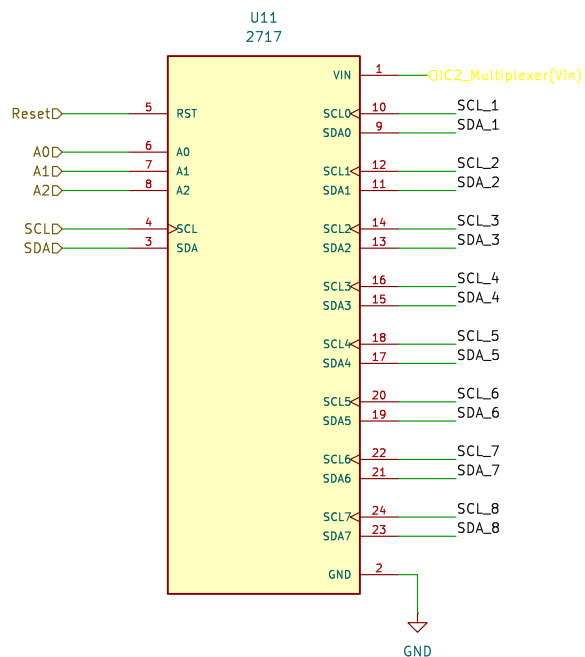 U11
2717
VIN 1 IC2_Multiplexer(Vin)
Reset 5 RST
SCL0 10 SCL_1
SDA0 9 SDA_1
A0 6 A0
A1 7 A1
A2 8 A2
SCL1 12 SCL_2
SDA1 11 SDA_2
SCL 4 SCL
SDA 3 SDA
SCL2 14 SCL_3
SDA2 13 SDA_3
SCL3 16 SCL_4
SDA3 15 SDA_4
SCL4 18 SCL_5
SDA4 17 SDA_5
SCL5 20 SCL_6
SDA5 19 SDA_6
SCL6 22 SCL_7
SDA6 21 SDA_7
SCL7 24 SCL_8
SDA7 23 SDA_8
GND 2
GND